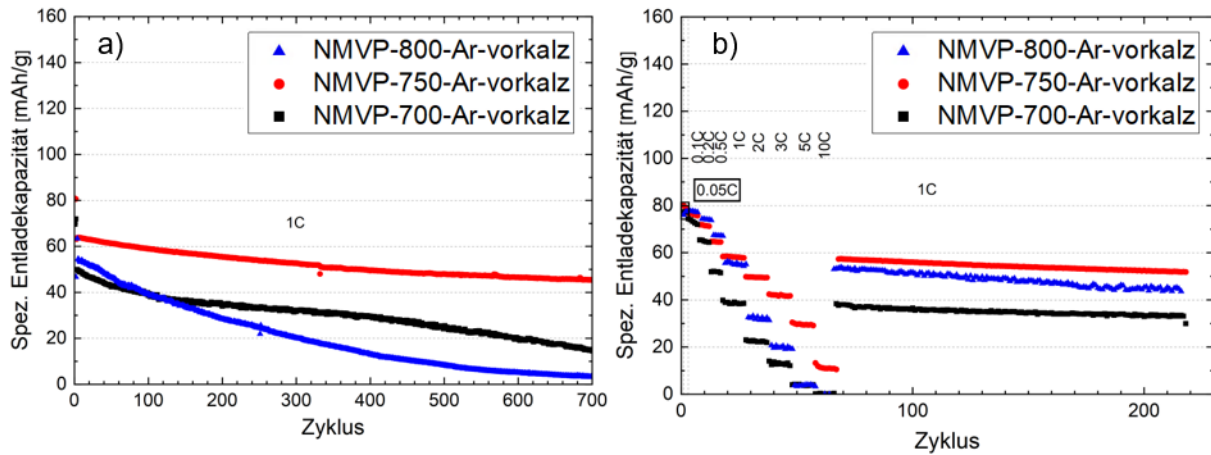 a)
NMVP-800-Ar-vorkalz
NMVP-750-Ar-vorkalz
NMVP-700-Ar-vorkalz
1C
160
140
120
100
80
60
40
20
0
0 100 200 300 400 500 600 700
Spez. Entladekapazität [mAh/g]
Zyklus
b)
NMVP-800-Ar-vorkalz
NMVP-750-Ar-vorkalz
NMVP-700-Ar-vorkalz
0.1C
0.2C
0.5C
1C
2C
3C
5C
10C
0.05C
1C
160
140
120
100
80
60
40
20
0
0 100 200
Spez. Entladekapazität [mAh/g]
Zyklus